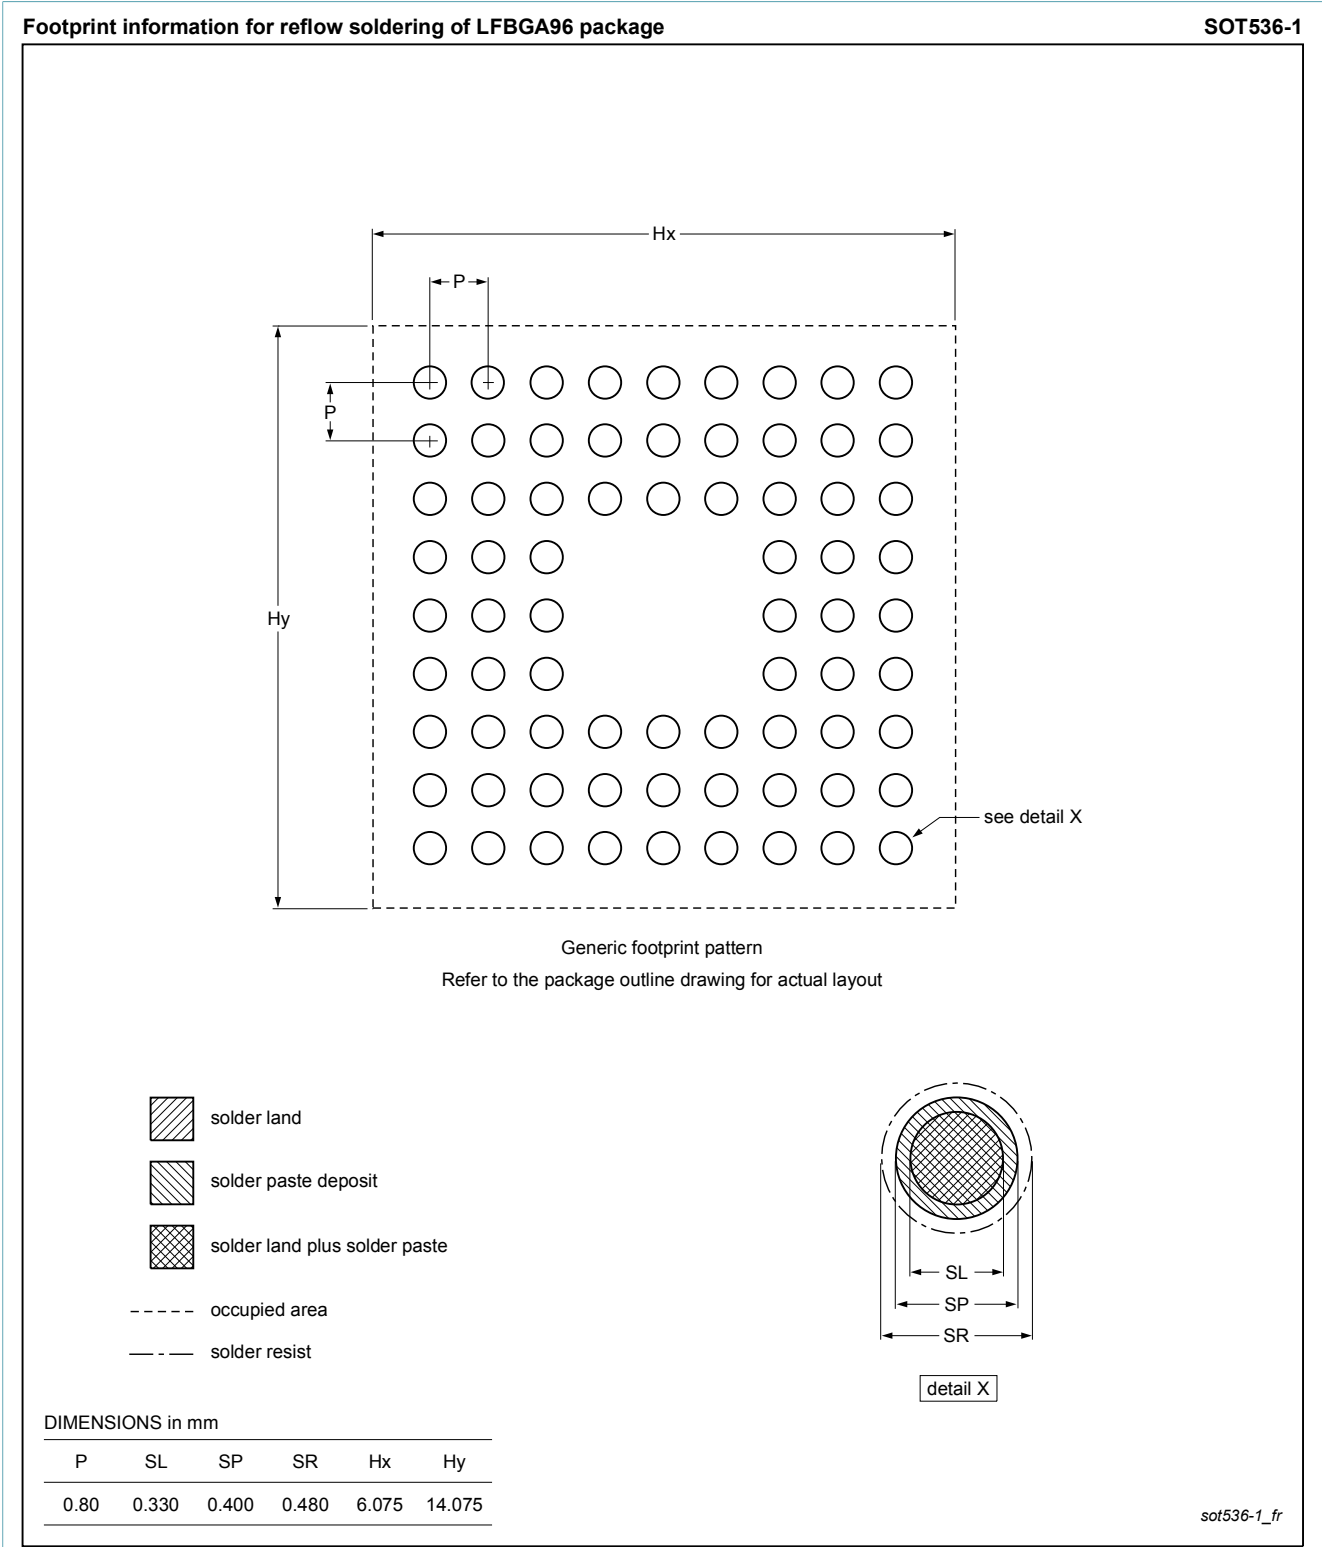 Footprint information for reflow soldering of LFBGA96 package SOT536-1
Hx
P
P
Hy
see detail X
Generic footprint pattern
Refer to the package outline drawing for actual layout
solder land
solder paste deposit
solder land plus solder paste
occupied area
solder resist
SL
SP
SR
detail X
DIMENSIONS in mm
P SL SP SR Hx Hy
0.80 0.330 0.400 0.480 6.075 14.075
sot536-1_fr